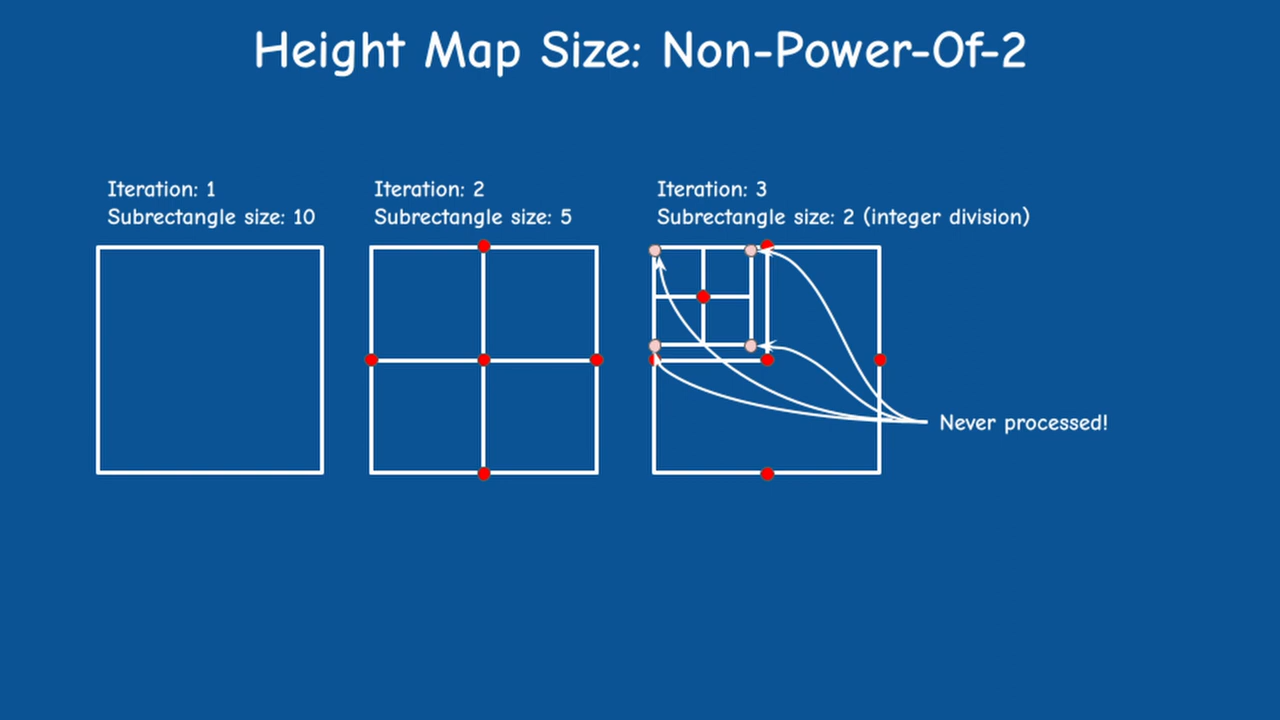 Height Map Size: Non-Power-Of-2
Iteration: 1
Subrectangle size: 10
Iteration: 2
Subrectangle size: 5
Iteration: 3
Subrectangle size: 2 (integer division)
Never processed!